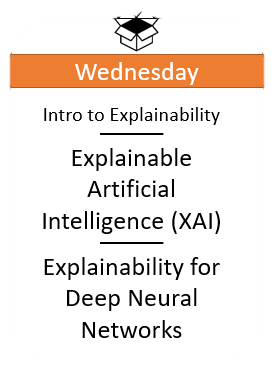 Wednesday
Intro to Explainability
Explainable
Artificial
Intelligence (XAI)
Explainability for
Deep Neural
Networks